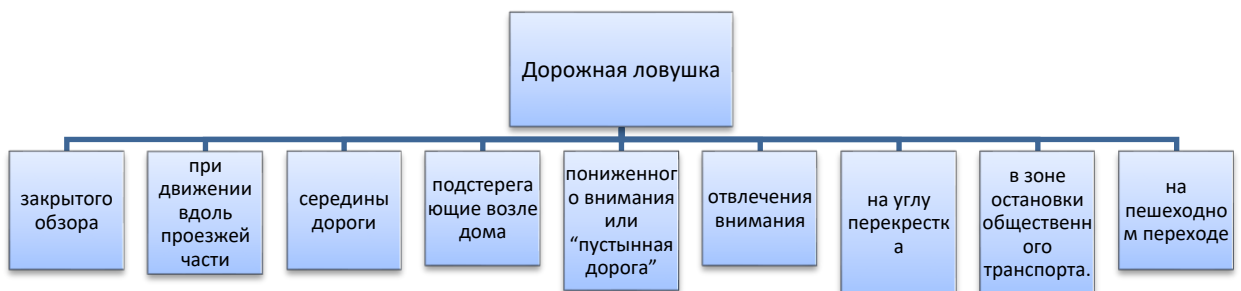 Дорожная ловушка
закрытого
обзора
при
движении
вдоль
проезжей
части
середины
дороги
подстерега
ющие возле
дома
пониженног
о внимания
или
“пустынная
дорога”
отвлечения
внимания
на углу
перекрестк
а
в зоне
остановки
общественн
ого
транспорта.
на
пешеходно
м переходе